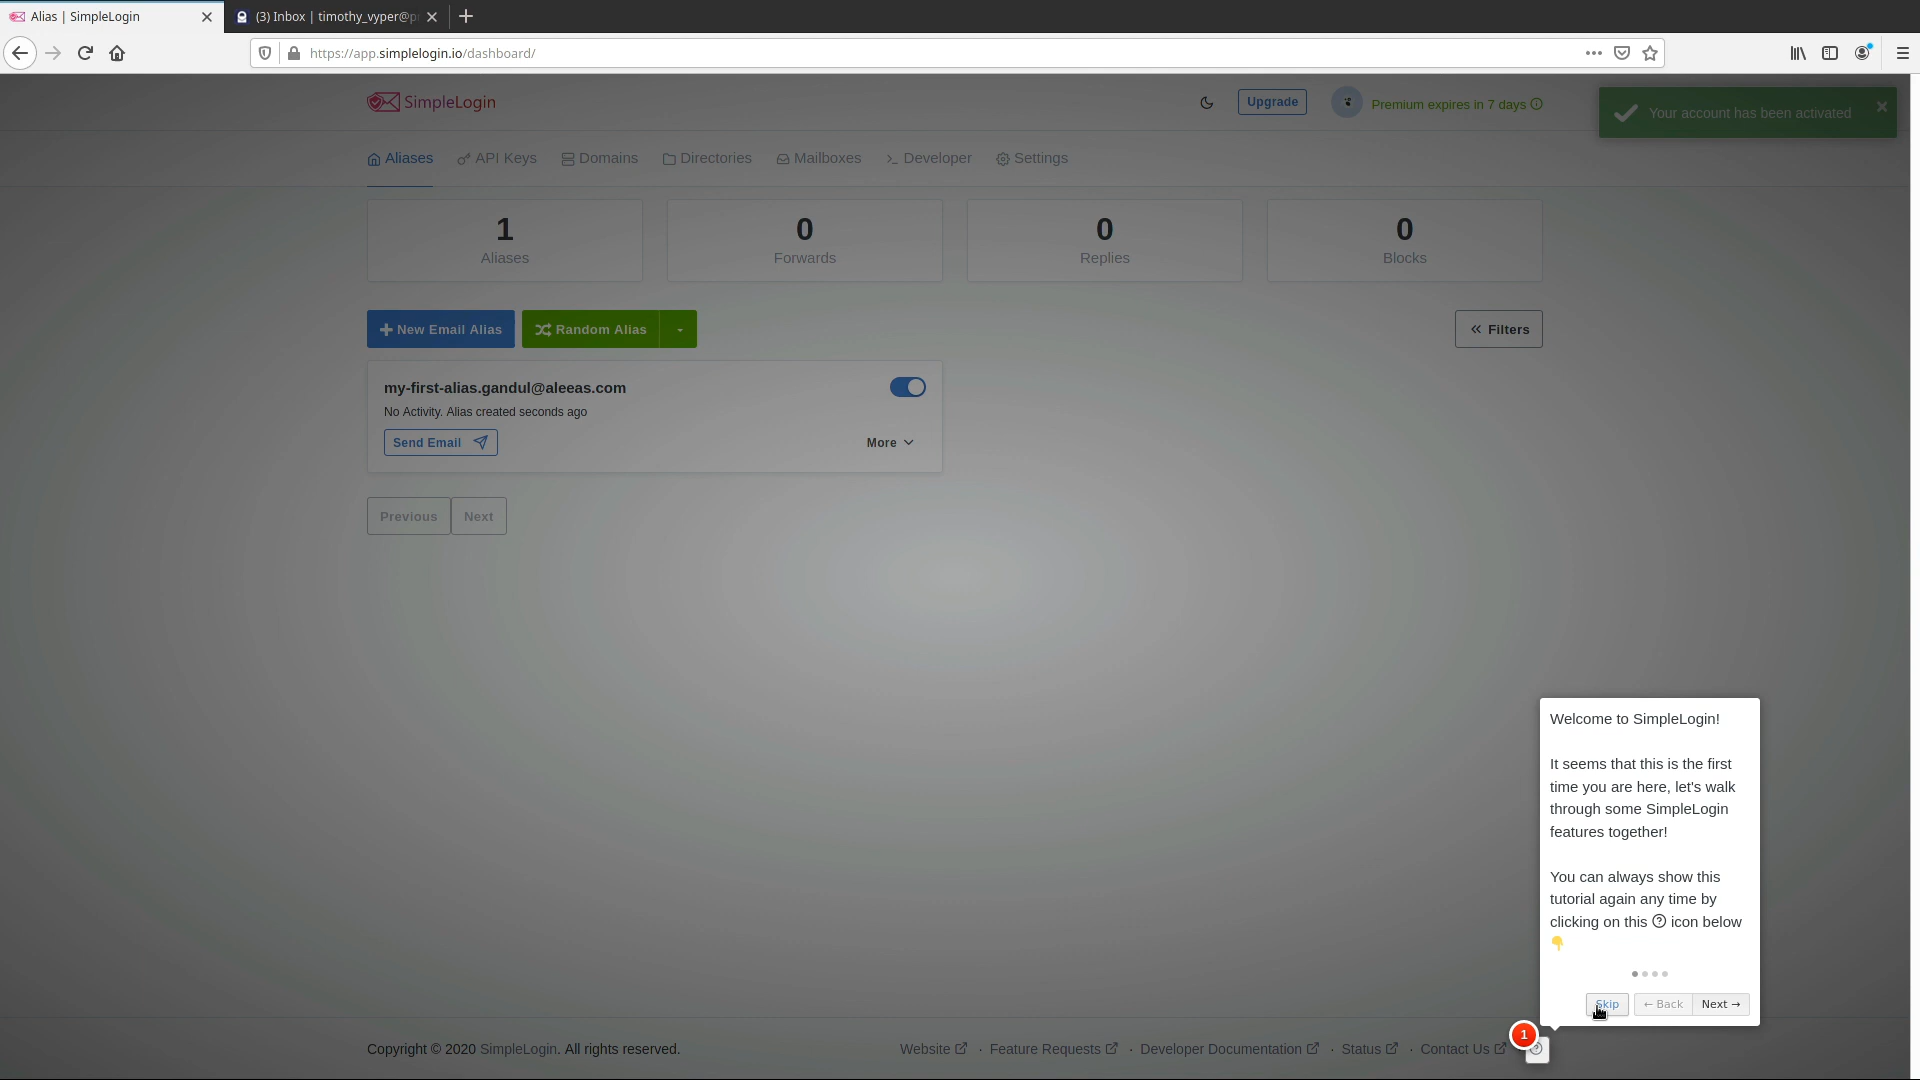 Alias | SimpleLogin
(3) Inbox | timothy_vyper@p
https://app.simplelogin.io/dashboard/
SimpleLogin
Upgrade
Premium expires in 7 days
Your account has been activated
Aliases
API Keys
Domains
Directories
Mailboxes
Developer
Settings
1
Aliases
0
Forwards
0
Replies
0
Blocks
New Email Alias
Random Alias
Filters
my-first-alias.gandul@aleeas.com
No Activity. Alias created seconds ago
Send Email
More
Previous
Next
Welcome to SimpleLogin!
It seems that this is the first
time you are here, let's walk
through some SimpleLogin
features together!
You can always show this
tutorial again any time by
clicking on this ? icon below
Skip
← Back
Next →
1
Copyright © 2020 SimpleLogin. All rights reserved.
Website · Feature Requests · Developer Documentation · Status · Contact Us